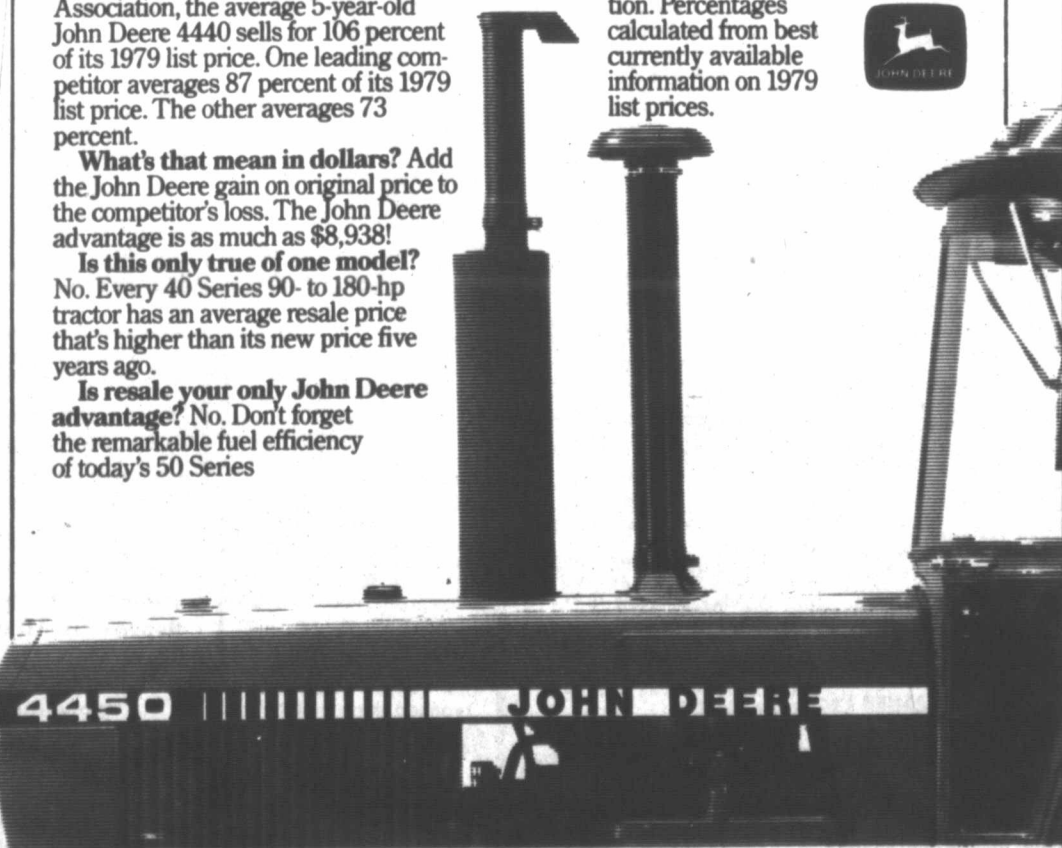 Association, the average 5-year-old
John Deere 4440 sells for 106 percent
of its 1979 list price. One leading com-
petitor averages 87 percent of its 1979
list price. The other averages 73
percent.
What's that mean in dollars? Add
the John Deere gain on original price to
the competitor's loss. The John Deere
advantage is as much as $8,938!
Is this only true of one model?
No. Every 40 Series 90- to 180-hp
tractor has an average resale price
that's higher than its new price five
years ago.
Is resale your only John Deere
advantage? No. Don't forget
the remarkable fuel efficiency
of today's 50 Series
tion. Percentages
calculated from best
currently available
information on 1979
list prices.
JOHN DEERE
4450
JOHN DEERE